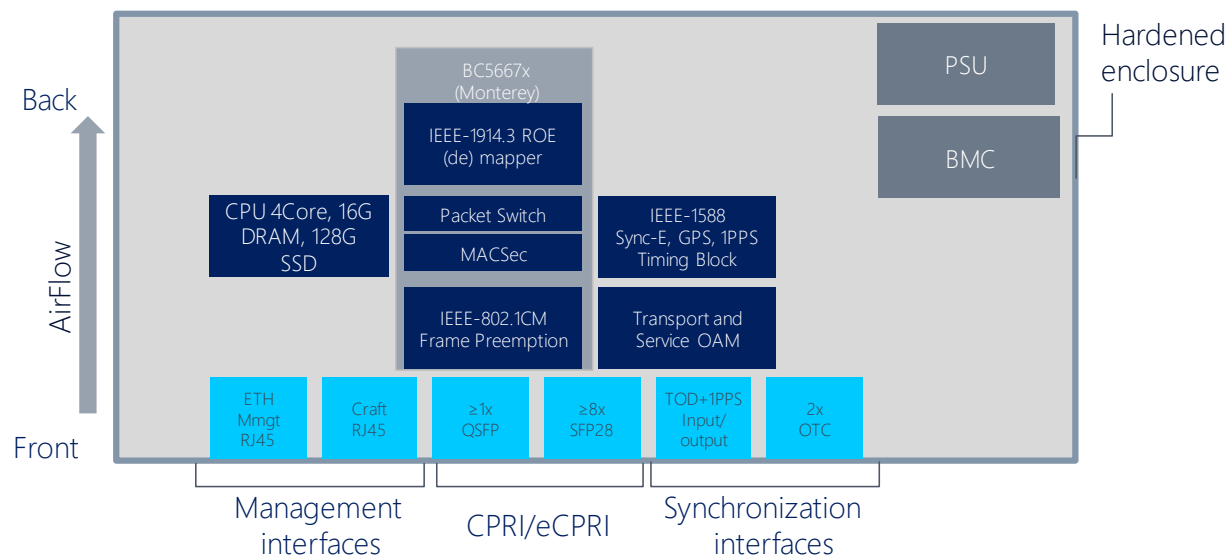 Hardened
enclosure
PSU
BMC
BC5667x
(Monterey)
IEEE-1914.3 ROE
(de) mapper
Packet Switch
MACSec
IEEE-802.1CM
Frame Preemption
CPU 4Core, 16G
DRAM, 128G
SSD
IEEE-1588
Sync-E, GPS, 1PPS
Timing Block
Transport and
Service OAM
Back
AirFlow
Front
ETH
Mmgt
RJ45
Craft
RJ45
≥1x
QSFP
≥8x
SFP28
TOD+1PPS
Input/
output
2x
OTC
Management
interfaces
CPRI/eCPRI
Synchronization
interfaces